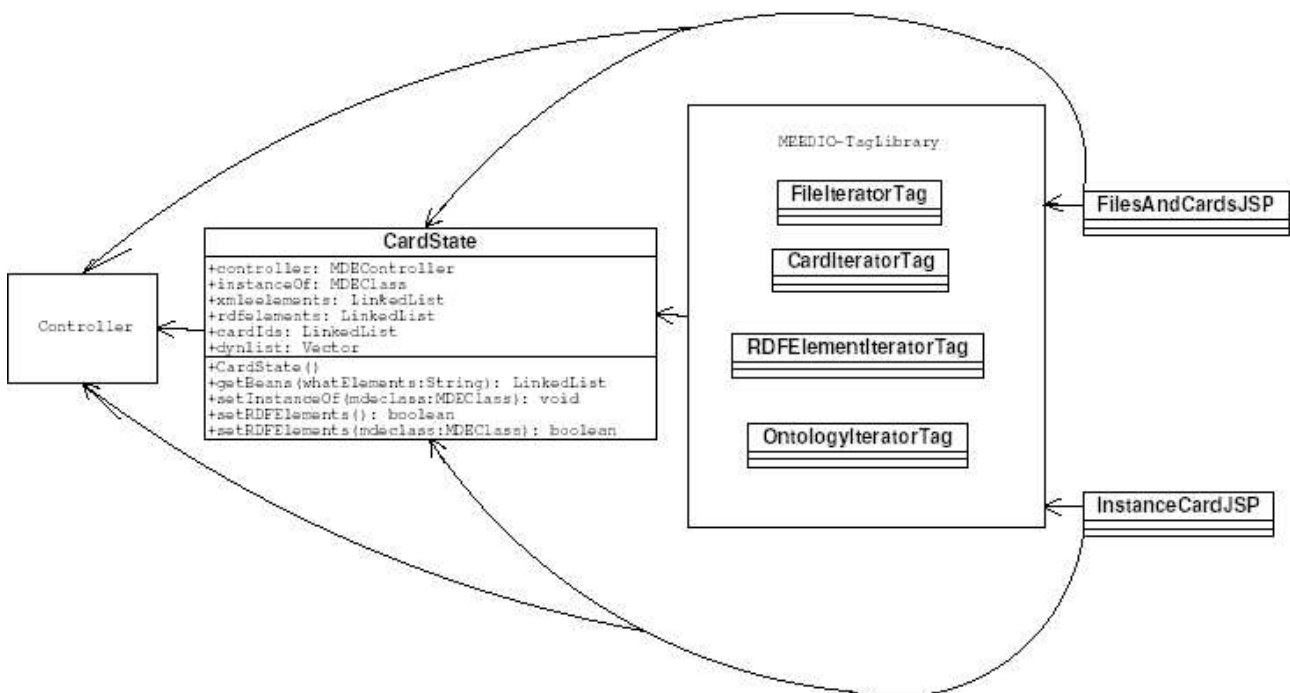 MEEDIO-TagLibrary
FileIteratorTag
FilesAndCardsJSP
CardState
CardIteratorTag
+controller: MDEController
+instanceOf: MDEClass
+xmleelements: LinkedList
+rdfelements: LinkedList
+cardIds: LinkedList
+dynlist: Vector
Controller
RDFElementIteratorTag
+CardState()
+getBeans(whatElements:String): LinkedList
+setInstanceOf(mdeclass:MDEClass): void
+setRDFElements(): boolean
+setRDFElements(mdeclass:MDEClass): boolean
OntologyIteratorTag
InstanceCardJSP